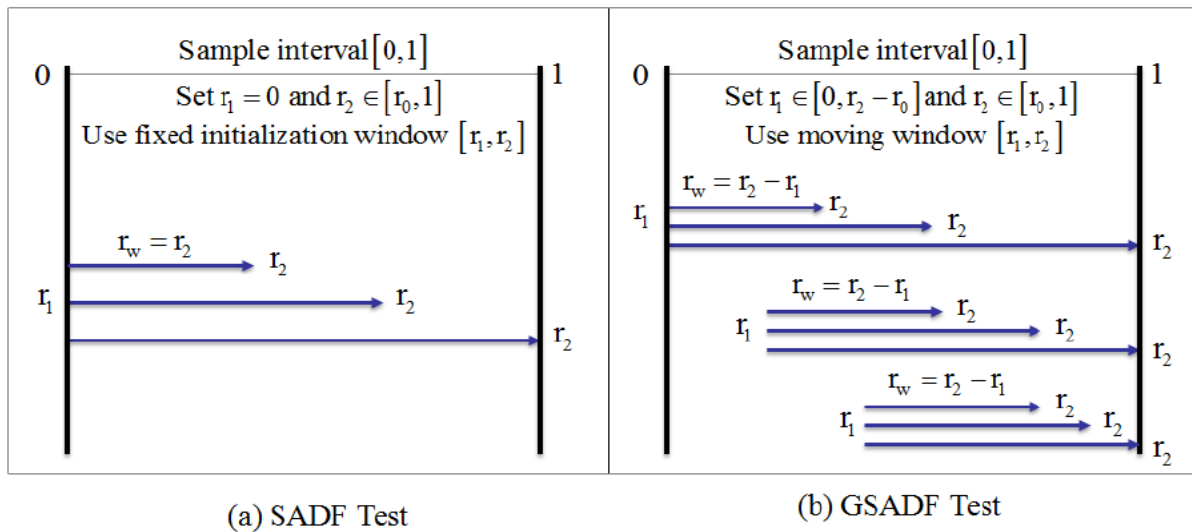 Sample interval [0,1]
0
1
Set r₁ = 0 and r₂ ∈ [r₀,1]
Use fixed initialization window [r₁,r₂]
r_w = r₂
r₂
r₁
r₂
r₂
(a) SADF Test
Sample interval [0,1]
0
1
Set r₁ ∈ [0, r₂ − r₀] and r₂ ∈ [r₀,1]
Use moving window [r₁,r₂]
r_w = r₂ − r₁
r₂
r₁
r₂
r₂
r_w = r₂ − r₁
r₂
r₁
r₂
r₂
r_w = r₂ − r₁
r₂
r₁
r₂
r₂
(b) GSADF Test